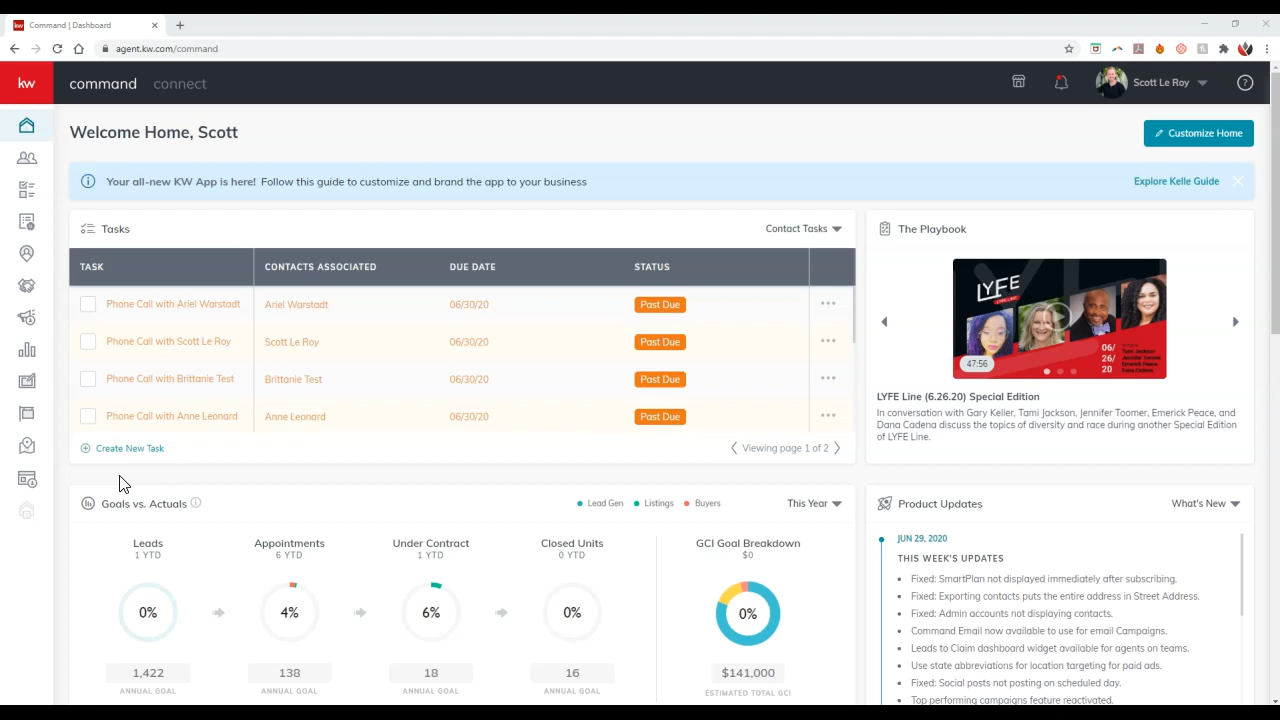 Command | Dashboard
agent.kw.com/command
kw
command connect
Scott Le Roy
Welcome Home, Scott
Customize Home
Your all-new KW App is here! Follow this guide to customize and brand the app to your business
Explore Kelle Guide
Tasks
Contact Tasks
TASK CONTACTS ASSOCIATED DUE DATE STATUS
Phone Call with Ariel Warstadt Ariel Warstadt 06/30/20 Past Due
Phone Call with Scott Le Roy Scott Le Roy 06/30/20 Past Due
Phone Call with Brittanie Test Brittanie Test 06/30/20 Past Due
Phone Call with Anne Leonard Anne Leonard 06/30/20 Past Due
Create New Task
Viewing page 1 of 2
The Playbook
LYFE
06/
26/
20
Tami Jackson
Jennifer Toomer
Emerick Peace
Dana Cadena
47:56
LYFE Line (6.26.20) Special Edition
In conversation with Gary Keller, Tami Jackson, Jennifer Toomer, Emerick Peace, and
Dana Cadena discuss the topics of diversity and race during another Special Edition
of LYFE Line.
Goals vs. Actuals
Lead Gen Listings Buyers
This Year
Leads Appointments Under Contract Closed Units GCI Goal Breakdown
1 YTD 6 YTD 1 YTD 0 YTD $0
0% 4% 6% 0% 0%
1,422 138 18 16 $141,000
ANNUAL GOAL ANNUAL GOAL ANNUAL GOAL ANNUAL GOAL ESTIMATED TOTAL GCI
Product Updates
What's New
JUN 29, 2020
THIS WEEK'S UPDATES
Fixed: SmartPlan not displayed immediately after subscribing.
Fixed: Exporting contacts puts the entire address in Street Address.
Fixed: Admin accounts not displaying contacts.
Command Email now available to use for email Campaigns.
Leads to Claim dashboard widget available for agents on teams.
Use state abbreviations for location targeting for paid ads.
Fixed: Social posts not posting on scheduled day.
Top performing campaigns feature reactivated.